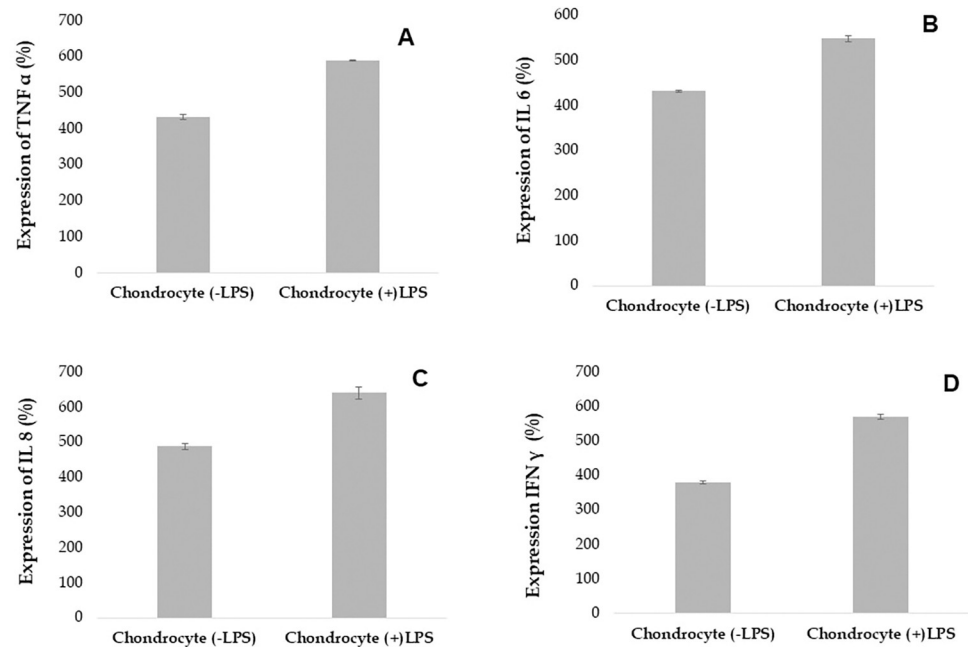 A
Expression of TNF α (%)
700
600
500
400
300
200
100
0
Chondrocyte (-LPS) Chondrocyte (+)LPS
B
Expression of IL 6 (%)
600
500
400
300
200
100
0
Chondrocyte (-LPS) Chondrocyte (+)LPS
C
Expression of IL 8 (%)
700
600
500
400
300
200
100
0
Chondrocyte (-LPS) Chondrocyte (+)LPS
D
Expression IFN γ (%)
700
600
500
400
300
200
100
0
Chondrocyte (-LPS) Chondrocyte (+)LPS